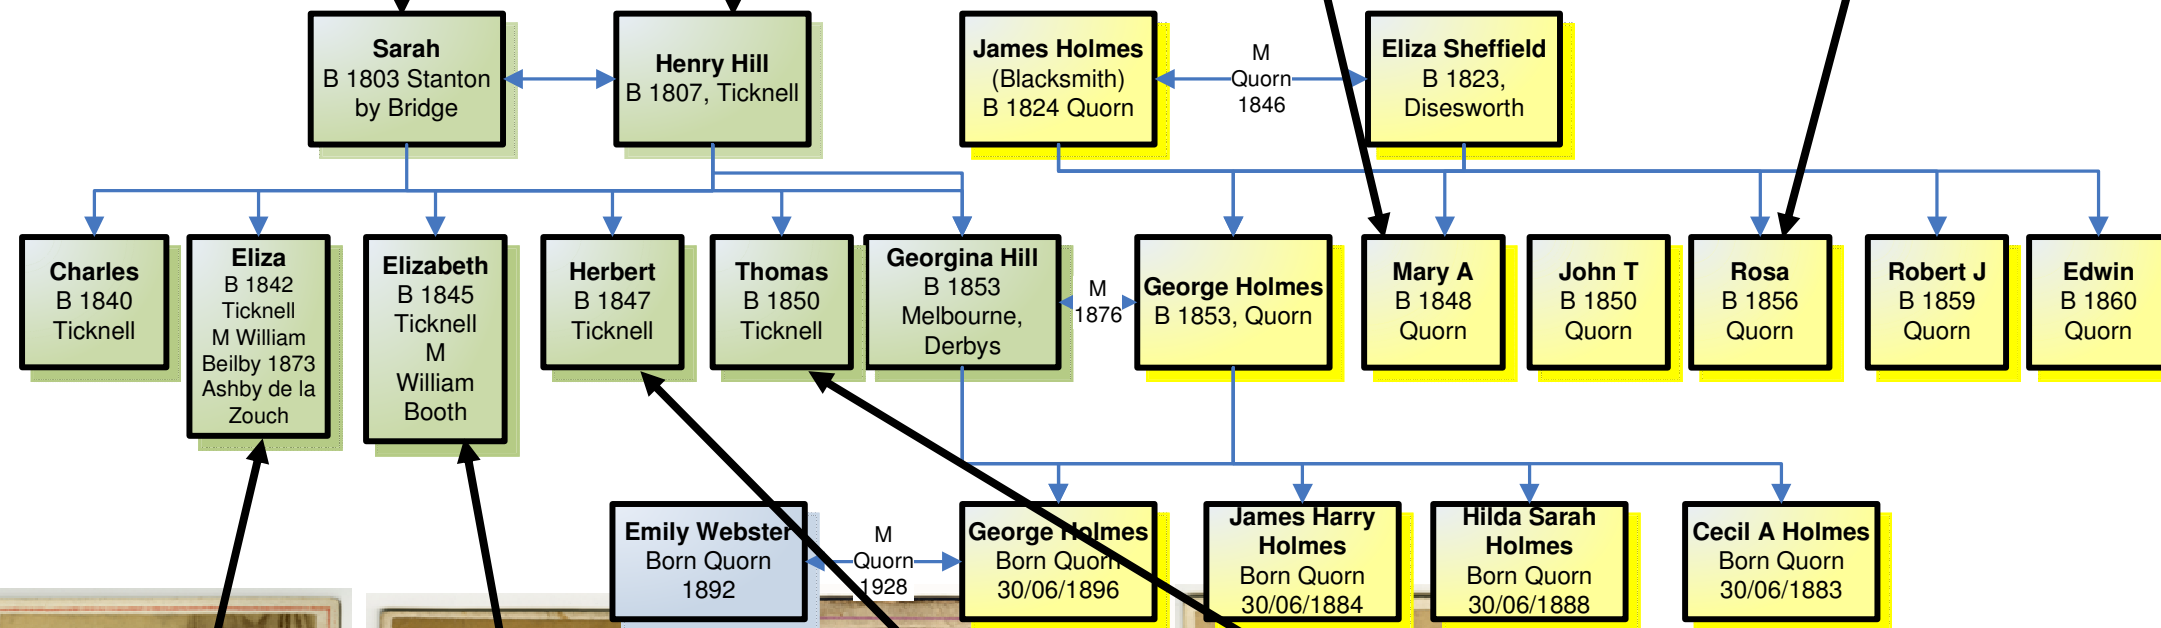 Sarah
B 1803 Stanton
by Bridge
Henry Hill
B 1807, Ticknell
James Holmes
(Blacksmith)
B 1824 Quorn
M
Quorn
1846
Eliza Sheffield
B 1823,
Disesworth
Charles
B 1840
Ticknell
Eliza
B 1842
Ticknell
M William
Beilby 1873
Ashby de la
Zouch
Elizabeth
B 1845
Ticknell
M
William
Booth
Herbert
B 1847
Ticknell
Thomas
B 1850
Ticknell
Georgina Hill
B 1853
Melbourne,
Derbys
M
1876
George Holmes
B 1853, Quorn
Mary A
B 1848
Quorn
John T
B 1850
Quorn
Rosa
B 1856
Quorn
Robert J
B 1859
Quorn
Edwin
B 1860
Quorn
Emily Webster
Born Quorn
1892
M
Quorn
1928
George Holmes
Born Quorn
30/06/1896
James Harry
Holmes
Born Quorn
30/06/1884
Hilda Sarah
Holmes
Born Quorn
30/06/1888
Cecil A Holmes
Born Quorn
30/06/1883